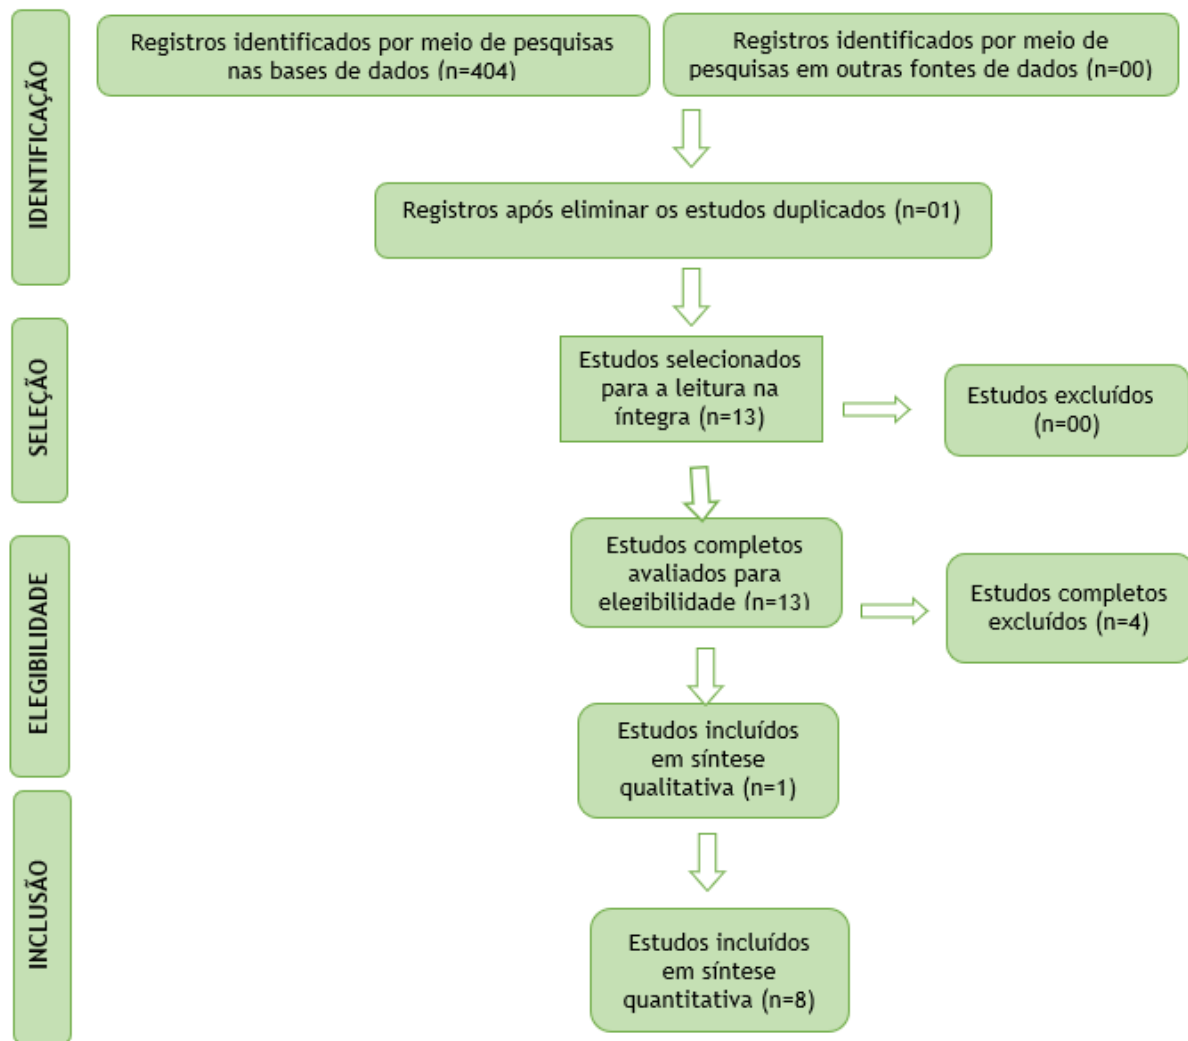 IDENTIFICAÇÃO
Registros identificados por meio de pesquisas
nas bases de dados (n=404)
Registros identificados por meio de
pesquisas em outras fontes de dados (n=00)
Registros após eliminar os estudos duplicados (n=01)
SELEÇÃO
Estudos selecionados
para a leitura na
íntegra (n=13)
Estudos excluídos
(n=00)
ELEGIBILIDADE
Estudos completos
avaliados para
elegibilidade (n=13)
Estudos completos
excluídos (n=4)
Estudos incluídos
em síntese
qualitativa (n=1)
INCLUSÃO
Estudos incluídos
em síntese
quantitativa (n=8)